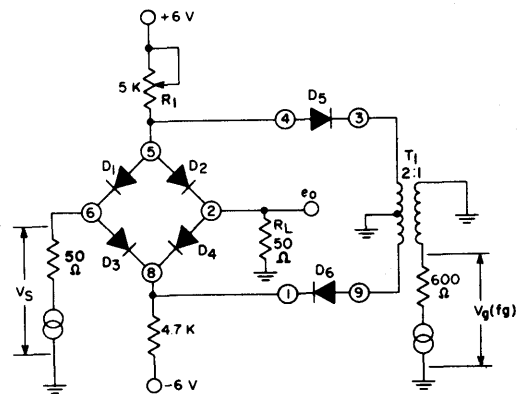 +6 V
5 K
R1
4
D5
3
5
T1
2:1
D1
D2
6
2
eo
D3
D4
RL
50
Ω
50
Ω
VS
8
D6
1
9
600
Ω
Vg(fg)
4.7 K
-6 V